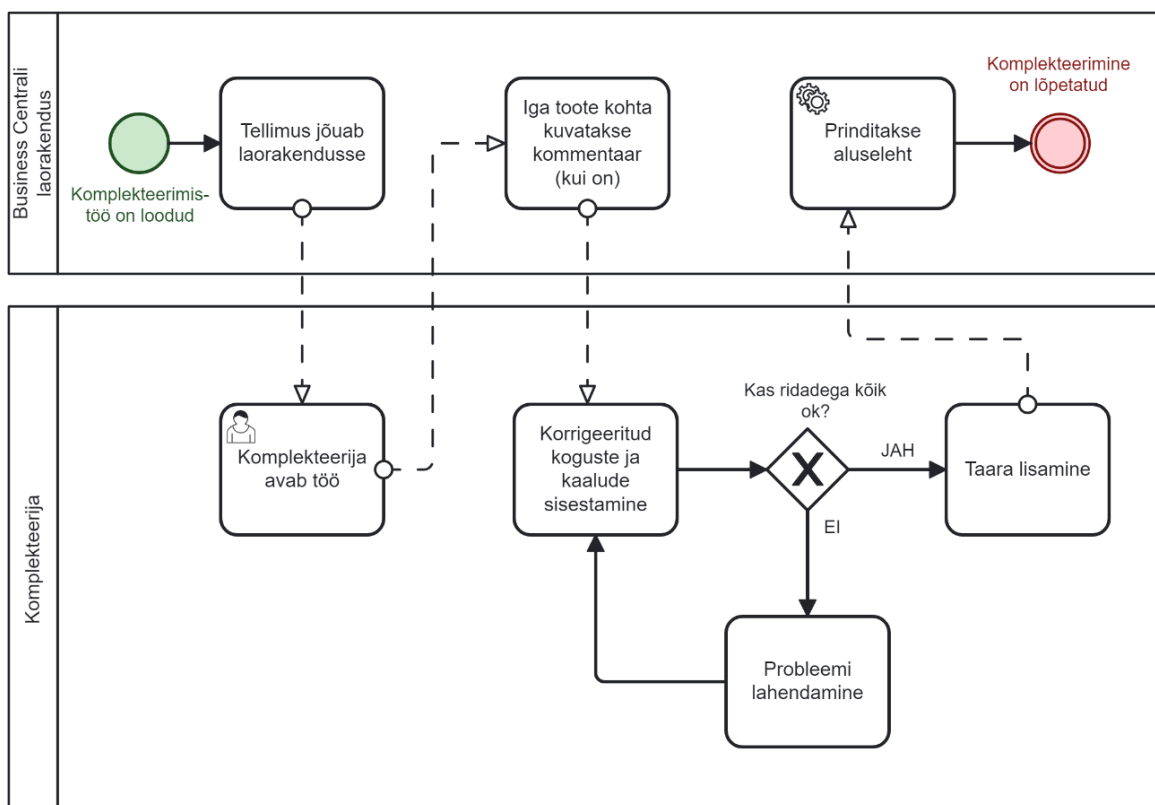 Business Centrali
laorakendus
Komplekteerimis-
töö on loodud
Tellimus jõuab
laorakendusse
Iga toote kohta
kuvatakse
kommentaar
(kui on)
Prinditakse
aluseleht
Komplekteerimine
on lõpetatud
Komplekteerija
Komplekteerija
avab töö
Korrigeeritud
koguste ja
kaalude
sisestamine
Kas ridadega kõik
ok?
JAH
EI
Taara lisamine
Probleemi
lahendamine